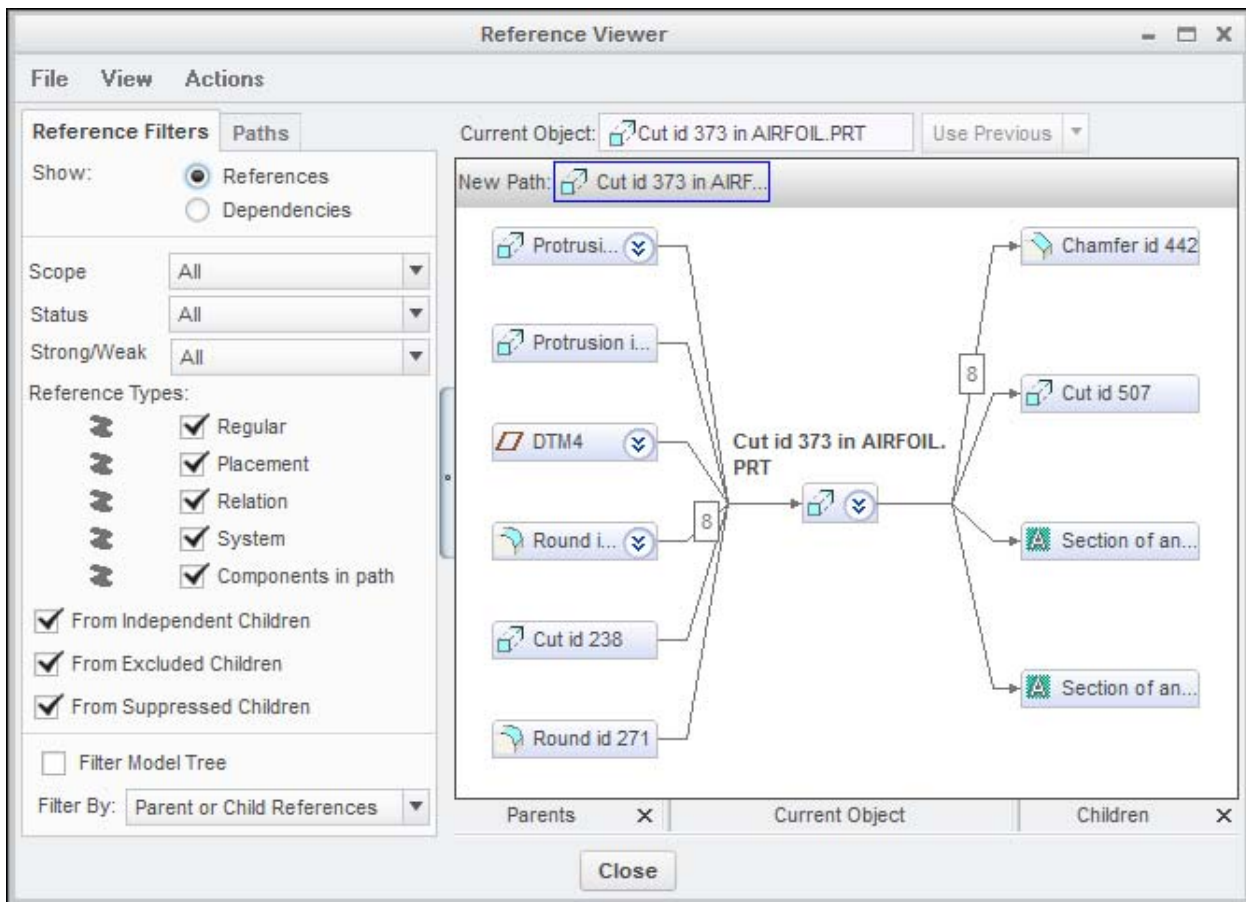 Reference Viewer
File View Actions
Reference Filters Paths
Show:
References
Dependencies
Scope All
Status All
Strong/Weak All
Reference Types:
Regular
Placement
Relation
System
Components in path
From Independent Children
From Excluded Children
From Suppressed Children
Filter Model Tree
Filter By: Parent or Child References
Current Object: Cut id 373 in AIRFOIL.PRT Use Previous
New Path: Cut id 373 in AIRF...
Protrusi...
Protrusion i...
DTM4
Round i...
Cut id 238
Round id 271
8
Cut id 373 in AIRFOIL.
PRT
8
Chamfer id 442
Cut id 507
A Section of an...
A Section of an...
Parents Current Object Children
Close